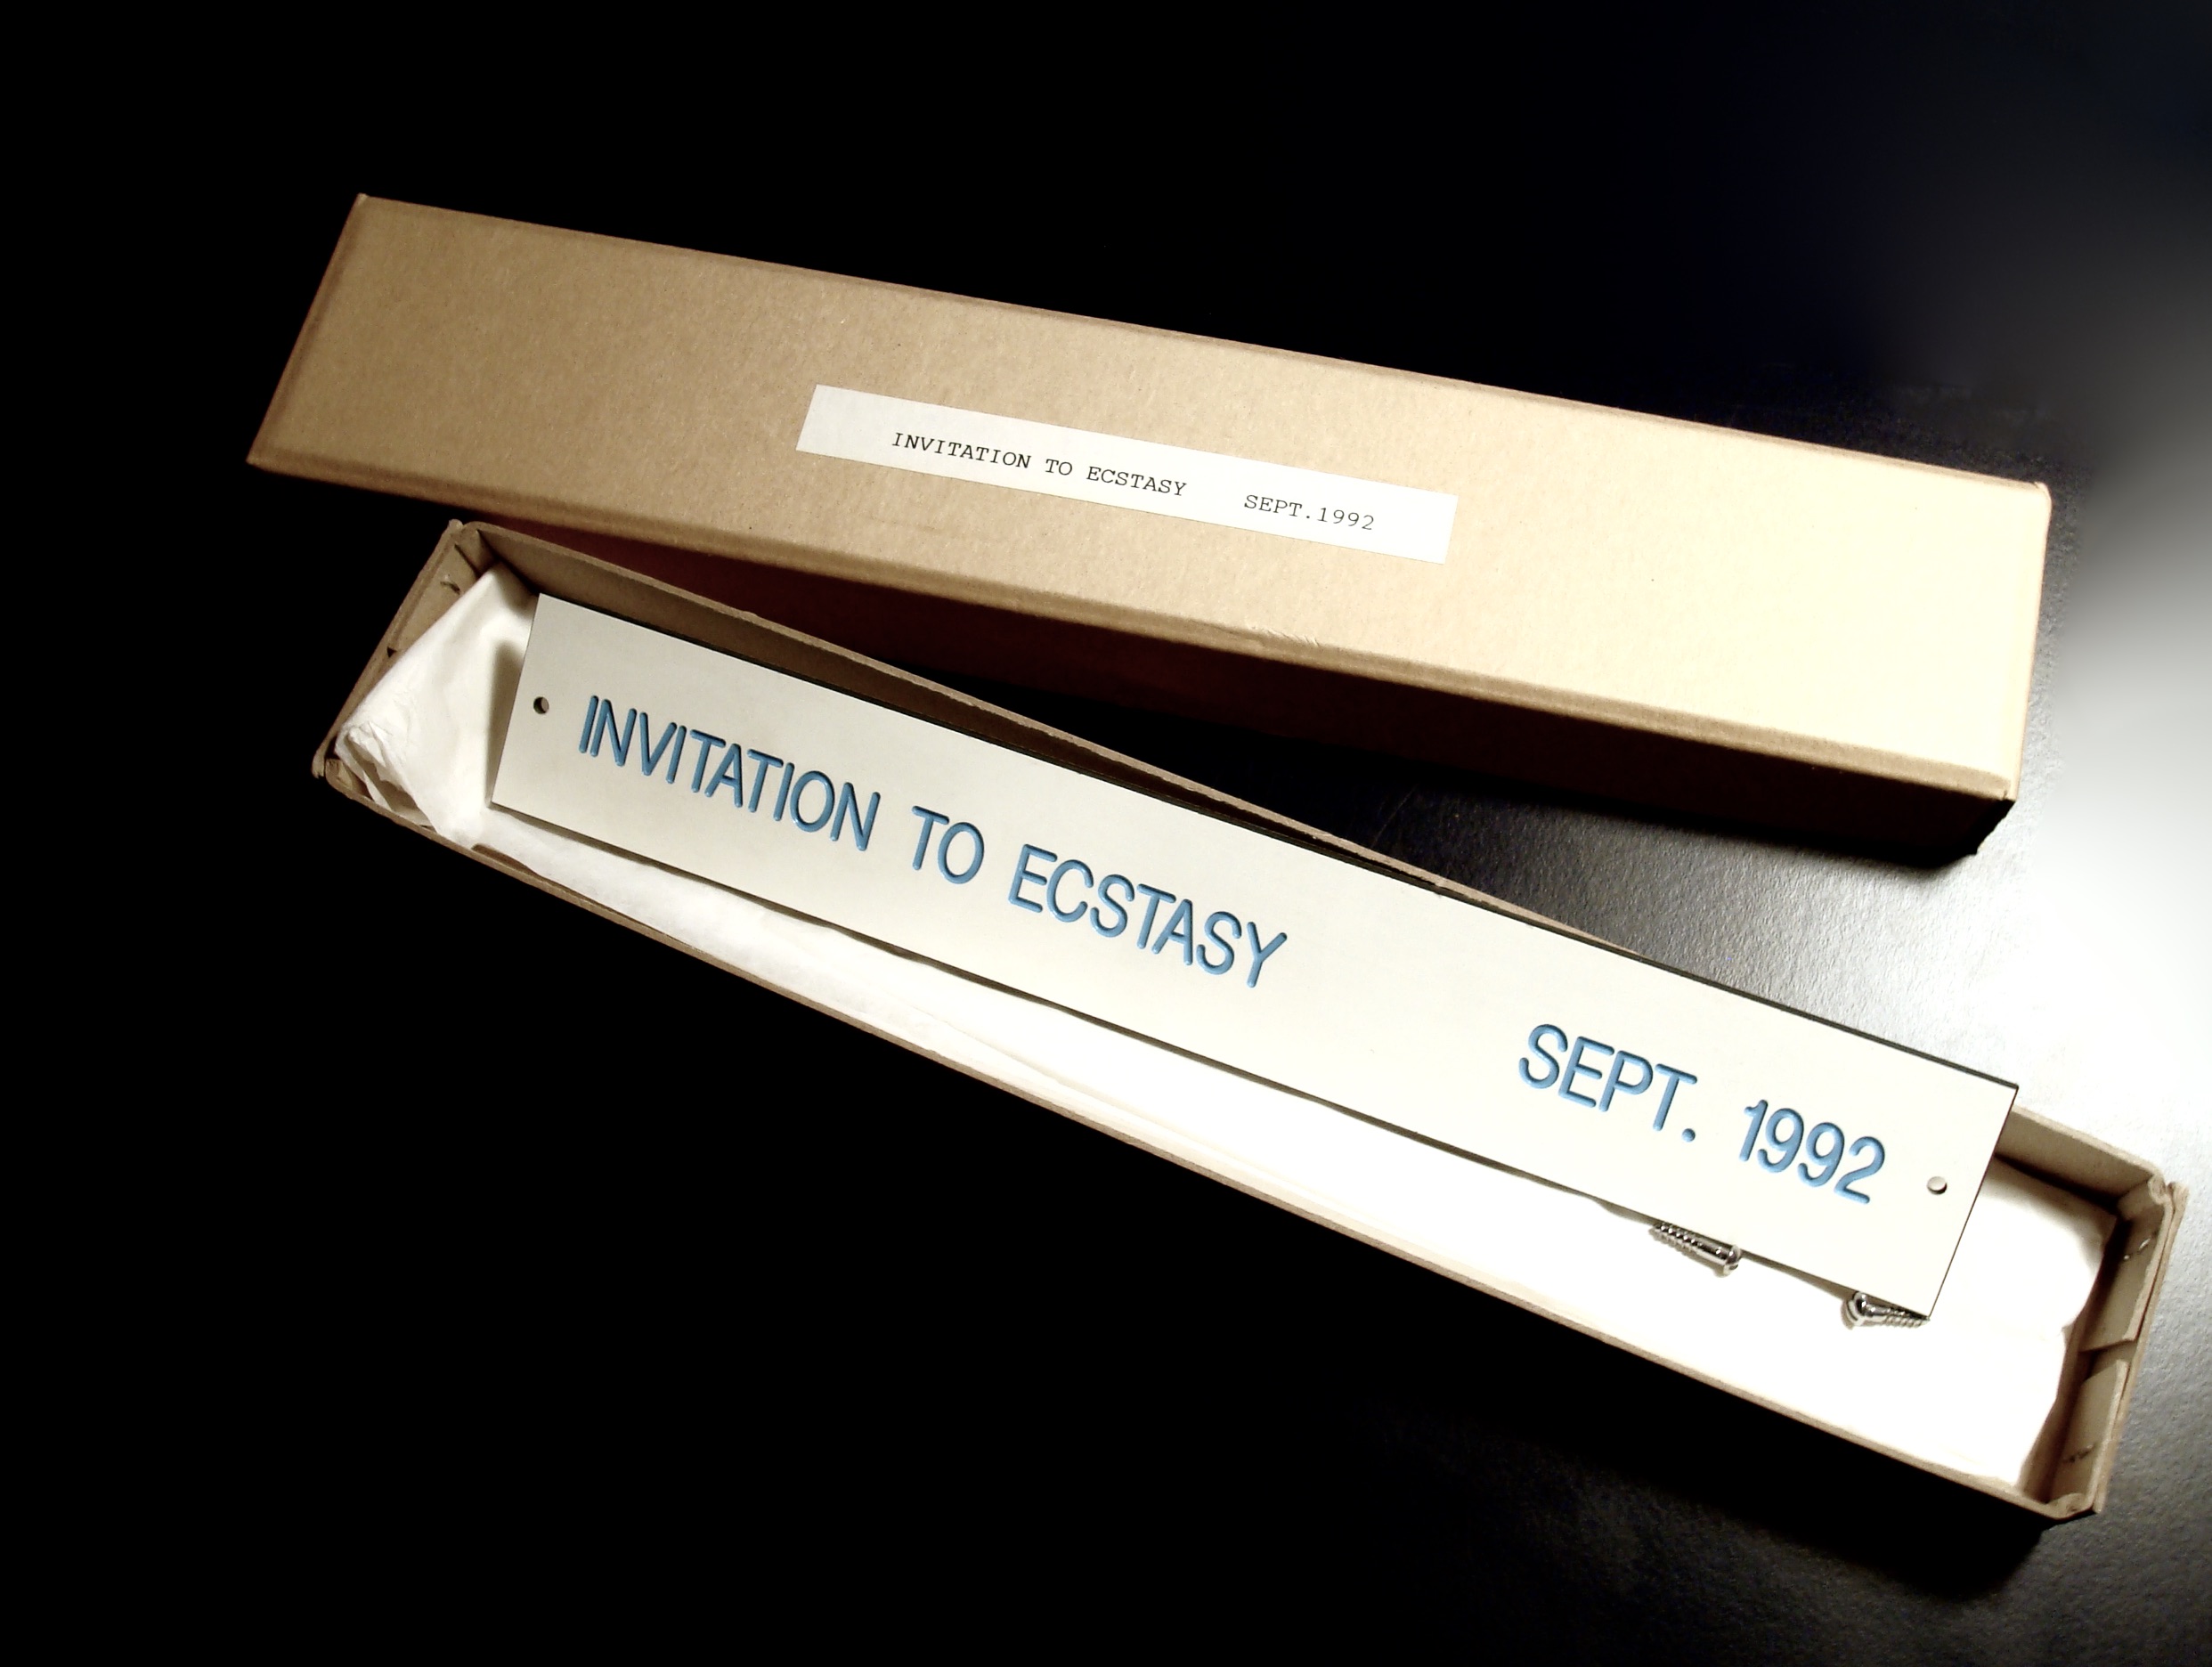 INVITATION TO ECSTASY SEPT.1992
INVITATION TO ECSTASY SEPT. 1992